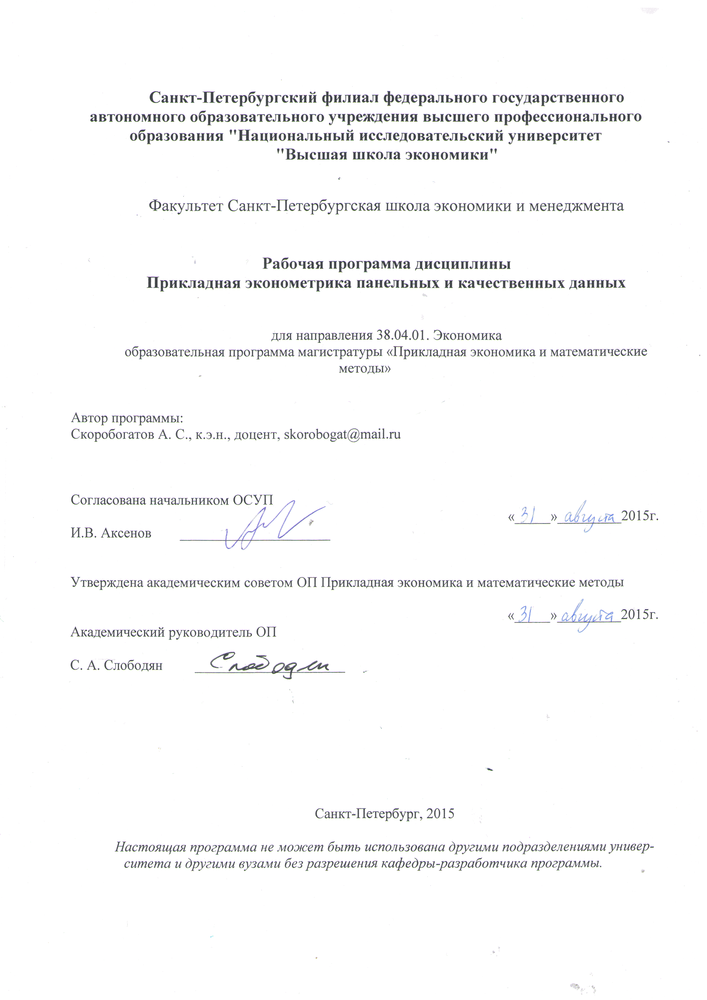 Санкт-Петербургский филиал федерального государственного
автономного образовательного учреждения высшего профессионального
образования "Национальный исследовательский университет
"Высшая школа экономики"
Факультет Санкт-Петербургская школа экономики и менеджмента
Рабочая программа дисциплины
Прикладная эконометрика панельных и качественных данных
для направления 38.04.01. Экономика
образовательная программа магистратуры «Прикладная экономика и математические
методы»
Автор программы:
Скоробогатов А. С., к.э.н., доцент, skorobogat@mail.ru
Согласована начальником ОСУП
«31» августа 2015г.
И.В. Аксенов
Утверждена академическим советом ОП Прикладная экономика и математические методы
«31» августа 2015г.
Академический руководитель ОП
С. А. Слободян Слободян
Санкт-Петербург, 2015
Настоящая программа не может быть использована другими подразделениями универ-
ситета и другими вузами без разрешения кафедры-разработчика программы.